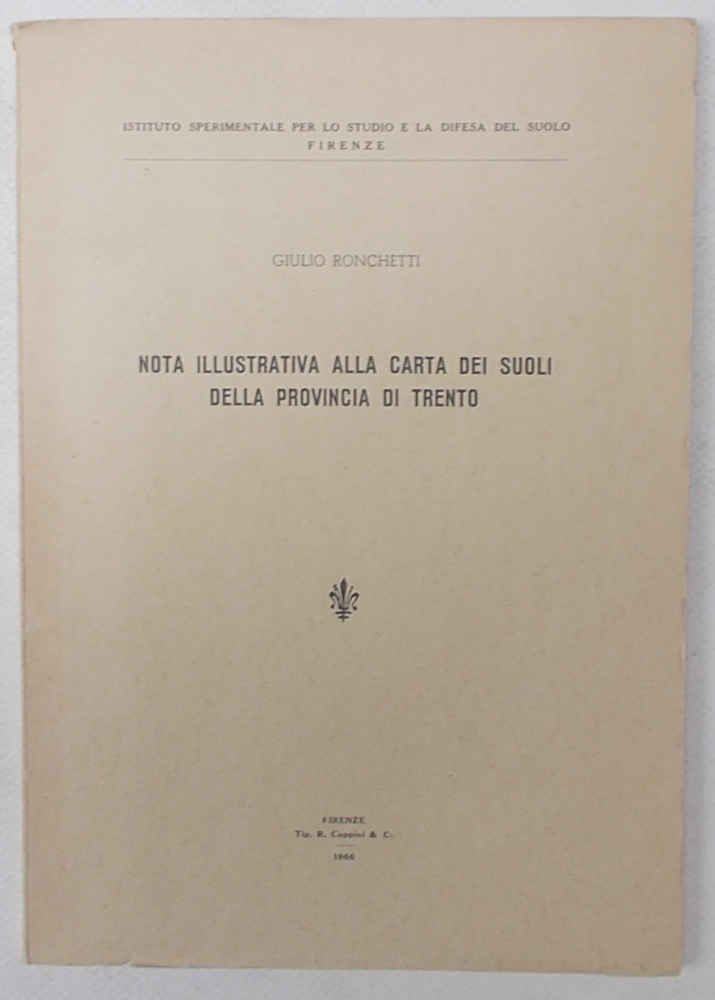 ISTITUTO SPERIMENTALE PER LO STUDIO E LA DIFESA DEL SUOLO
FIRENZE
GIULIO RONCHETTI
NOTA ILLUSTRATIVA ALLA CARTA DEI SUOLI
DELLA PROVINCIA DI TRENTO
FIRENZE
Tip. R. Coppini & C.
1966